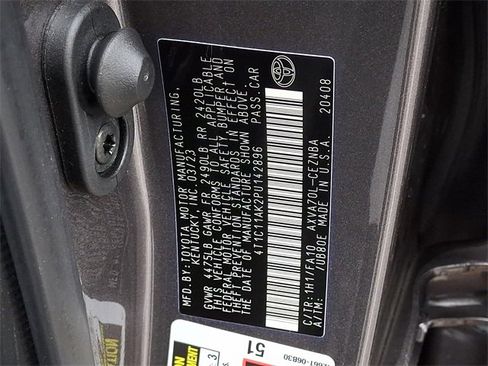 MFD.BY:TOYOTA MOTOR MANUFACTURING,
KENTUCKY,INC. 03/23
GVWR 4475LB GAWR FR 2490LB RR 2420LB
THIS VEHICLE CONFORMS TO ALL APPLICABLE
FEDERAL MOTOR VEHICLE SAFETY, BUMPER, AND
THEFT PREVENTION STANDARDS IN EFFECT ON
THE DATE OF MANUFACTURE SHOWN ABOVE.
4T1C11AK2PU142896 PASS.CAR
C/TR:1H1/FA10 AXVA70L-CEZNBA 20408
A/TM: /UB80F MADE IN U.S.A.
51